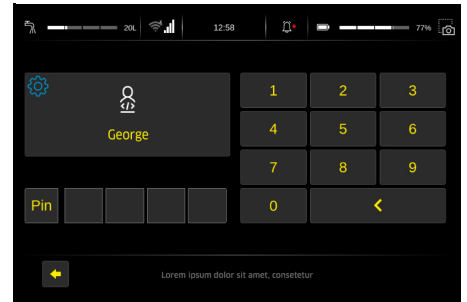 20L 12:58 77%
1 2 3
George 4 5 6
7 8 9
Pin 0
Lorem ipsum dolor sit amet, consetetur